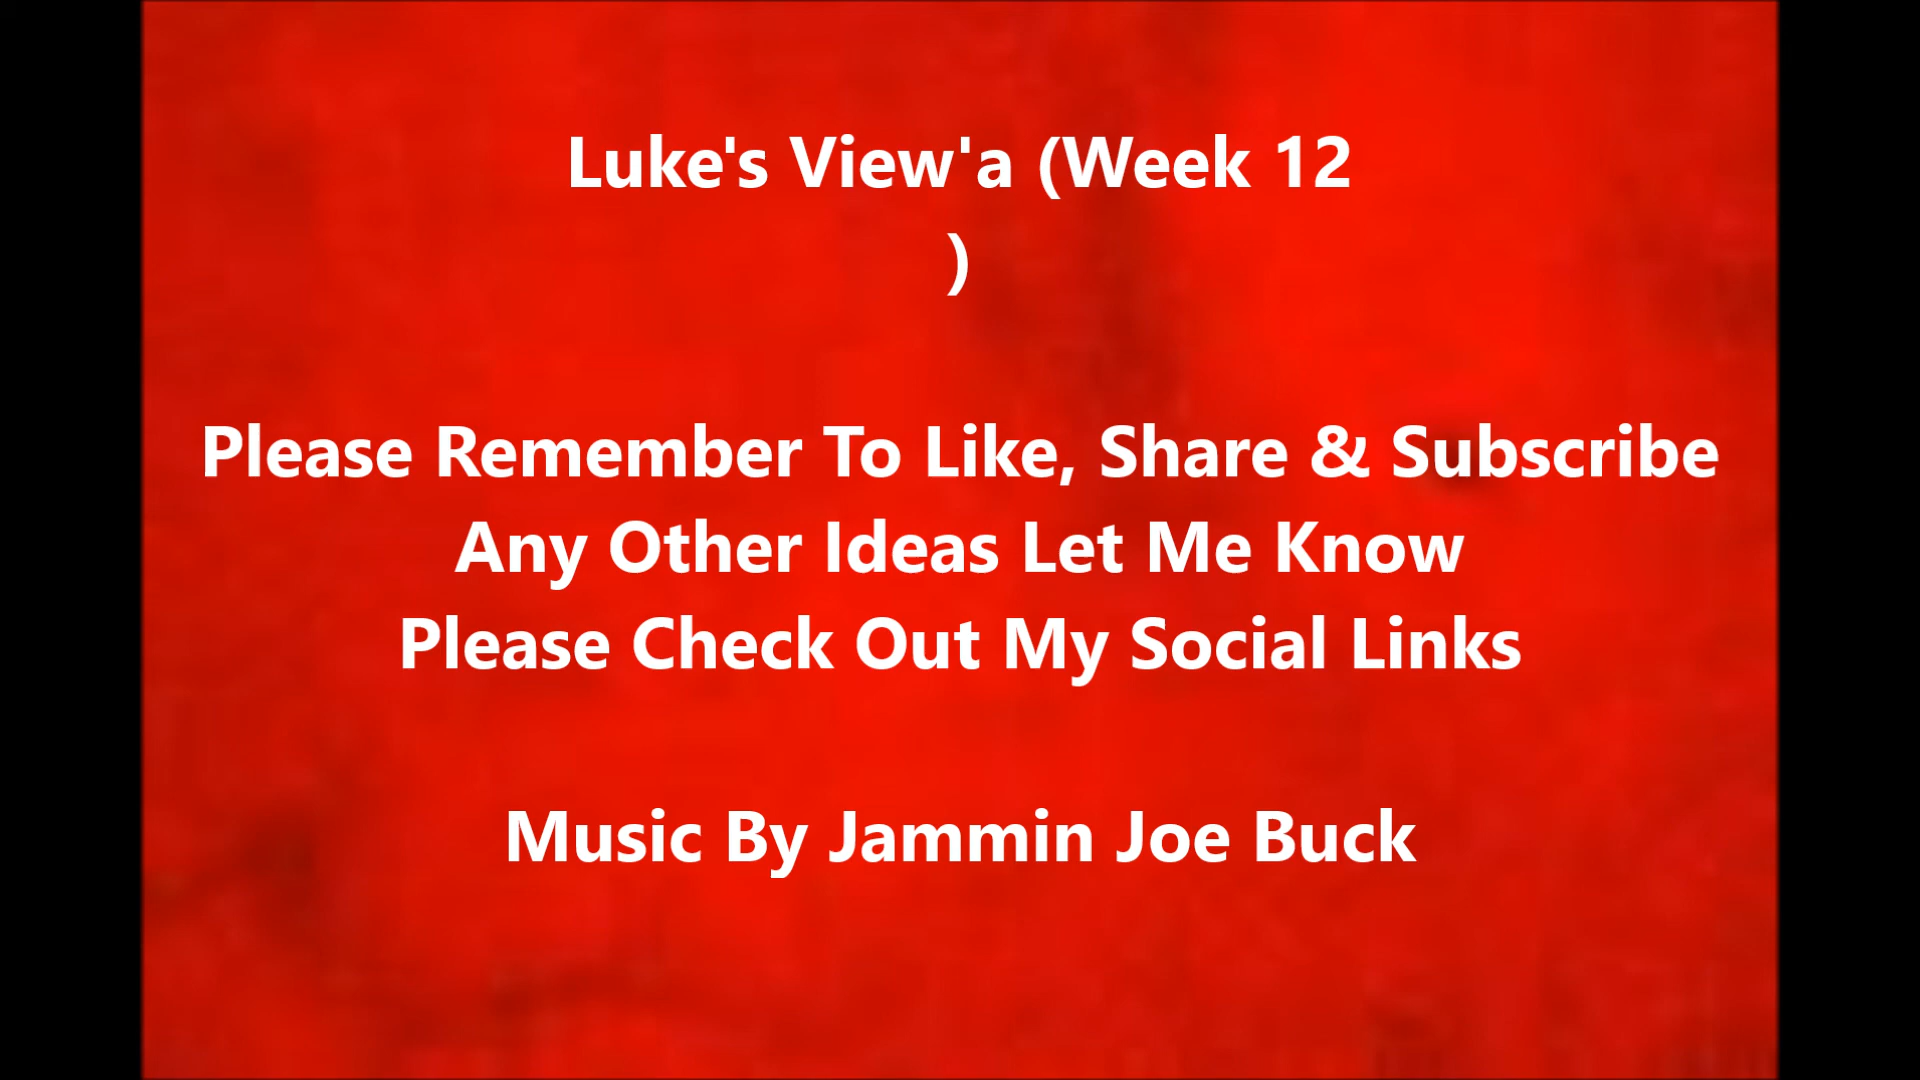 Luke's View'a (Week 12
)
Please Remember To Like, Share & Subscribe
Any Other Ideas Let Me Know
Please Check Out My Social Links
Music By Jammin Joe Buck